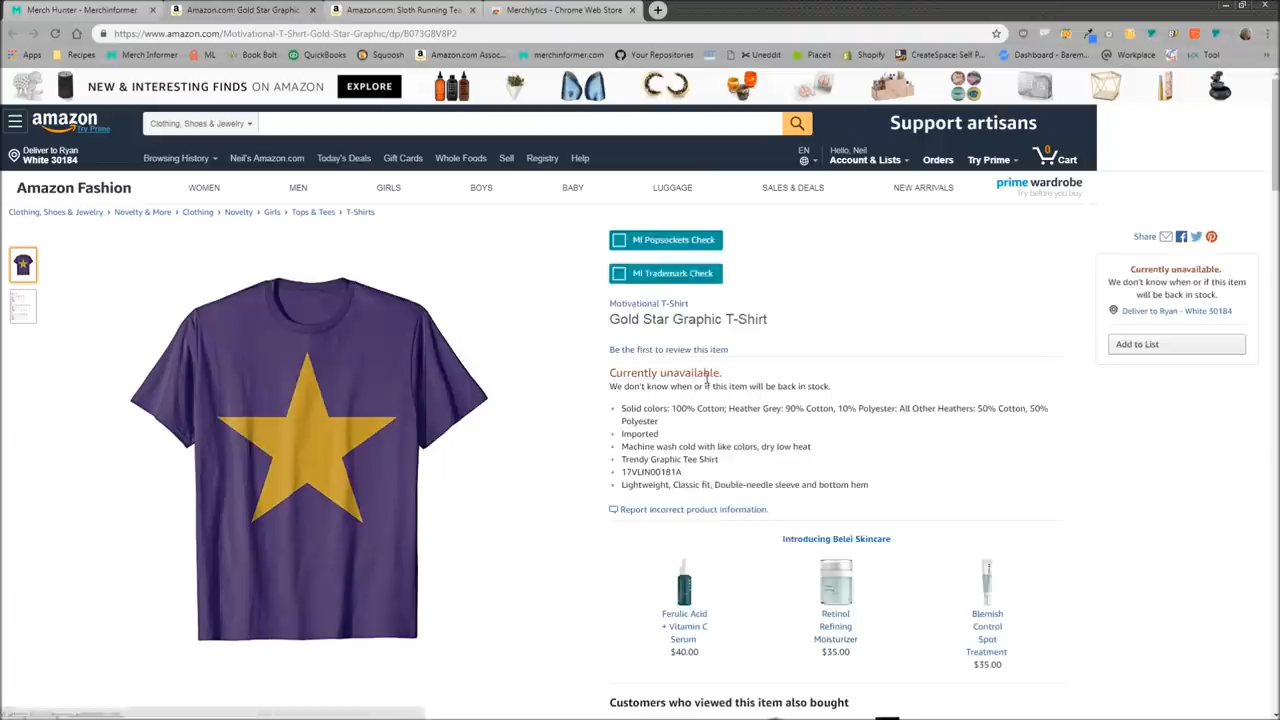 Merch Hunter - Merchinformer
Amazon.com: Gold Star Graphic
Amazon.com: Sloth Running Te
Merchlytics - Chrome Web Store
https://www.amazon.com/Motivational-T-Shirt-Gold-Star-Graphic/dp/B073G8V8P2
Apps
Recipes
Merch Informer
ML
Book Bolt
QuickBooks
Squoosh
Amazon.com Assoc...
merchinformer.com
Your Repositories
Uneddit
Placeit
Shopify
CreateSpace: Self P...
Dashboard - Barem...
Workplace
Icc Tool
NEW & INTERESTING FINDS ON AMAZON
EXPLORE
amazon
Try Prime
Clothing, Shoes & Jewelry
Support artisans
Deliver to Ryan
White 30184
Browsing History
Neil's Amazon.com
Today's Deals
Gift Cards
Whole Foods
Sell
Registry
Help
EN
Hello, Neil
Account & Lists
Orders
Try Prime
0
Cart
Amazon Fashion
WOMEN
MEN
GIRLS
BOYS
BABY
LUGGAGE
SALES & DEALS
NEW ARRIVALS
prime wardrobe
Try before you buy
Clothing, Shoes & Jewelry › Novelty & More › Clothing › Novelty › Girls › Tops & Tees › T-Shirts
MI Popsockets Check
MI Trademark Check
Motivational T-Shirt
Gold Star Graphic T-Shirt
Be the first to review this item
Currently unavailable.
We don't know when or if this item will be back in stock.
• Solid colors: 100% Cotton; Heather Grey: 90% Cotton, 10% Polyester; All Other Heathers: 50% Cotton, 50%
Polyester
• Imported
• Machine wash cold with like colors, dry low heat
• Trendy Graphic Tee Shirt
• 17VLIN00181A
• Lightweight, Classic fit, Double-needle sleeve and bottom hem
Report incorrect product information.
Share
Currently unavailable.
We don't know when or if this item
will be back in stock.
Deliver to Ryan - White 30184
Add to List
Introducing Belei Skincare
Ferulic Acid
+ Vitamin C
Serum
$40.00
Retinol
Refining
Moisturizer
$35.00
Blemish
Control
Spot
Treatment
$35.00
Customers who viewed this item also bought